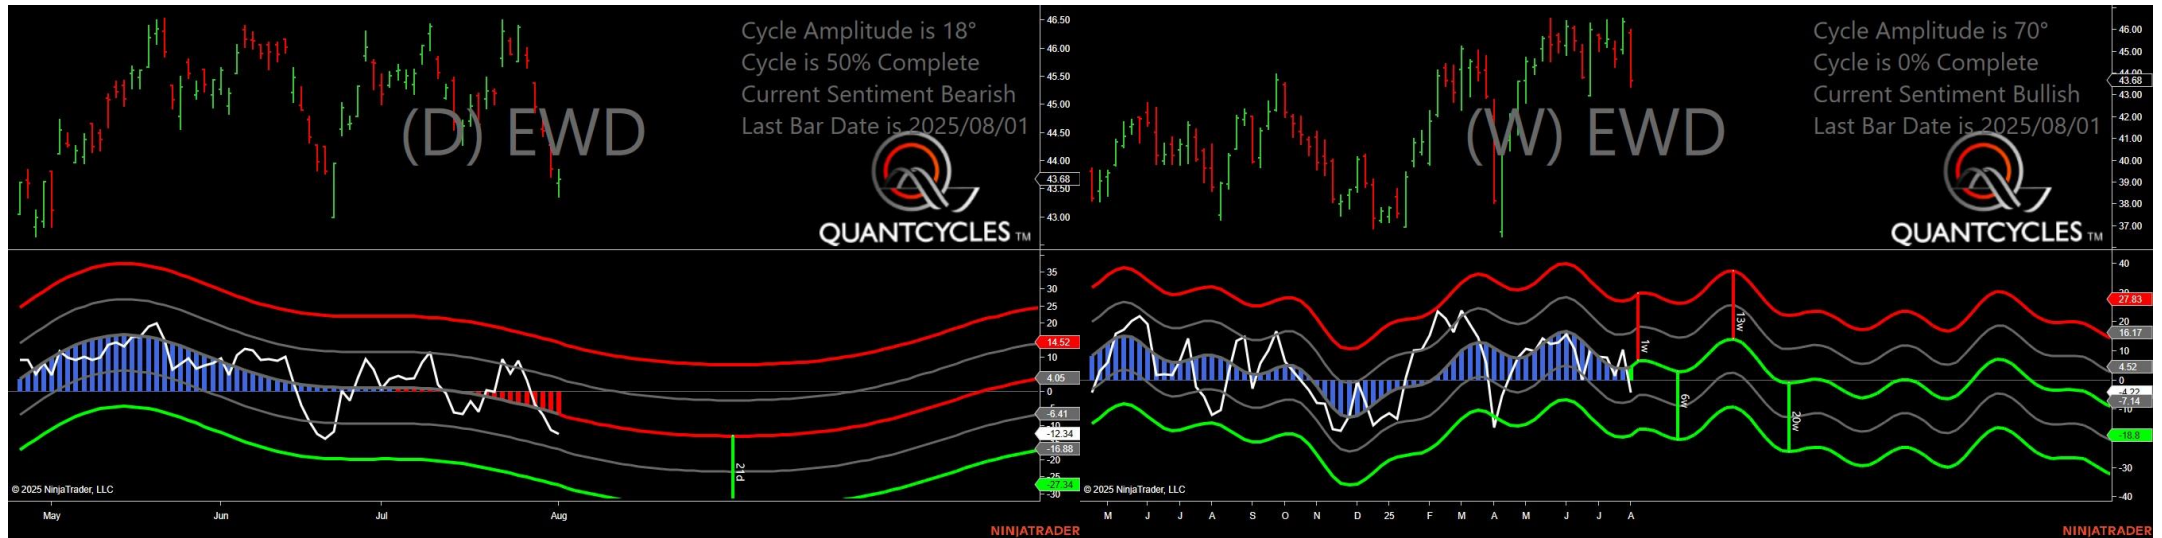 Cycle Amplitude is 18°
Cycle is 50% Complete
Current Sentiment Bearish
Last Bar Date is 2025/08/01
(D) EWD
QUANTCYCLES TM
46.50
46.00
45.50
45.00
44.50
44.00
43.68
43.50
43.00
35
30
25
20
14.52
10
4.05
0
-6.41
-12.34
-16.88
-20
-27.34
-30
21d
© 2025 NinjaTrader, LLC
May Jun Jul Aug
NINJATRADER
Cycle Amplitude is 70°
Cycle is 0% Complete
Current Sentiment Bullish
Last Bar Date is 2025/08/01
(W) EWD
QUANTCYCLES TM
46.00
45.00
44.00
43.68
43.00
42.00
41.00
40.00
39.00
38.00
37.00
40
27.83
20
16.17
10
4.52
0
-4.22
-7.14
-10
-18.8
-30
-40
1w
6w
13w
20w
© 2025 NinjaTrader, LLC
M J J A S O N D 25 F M A M J J A
NINJATRADER